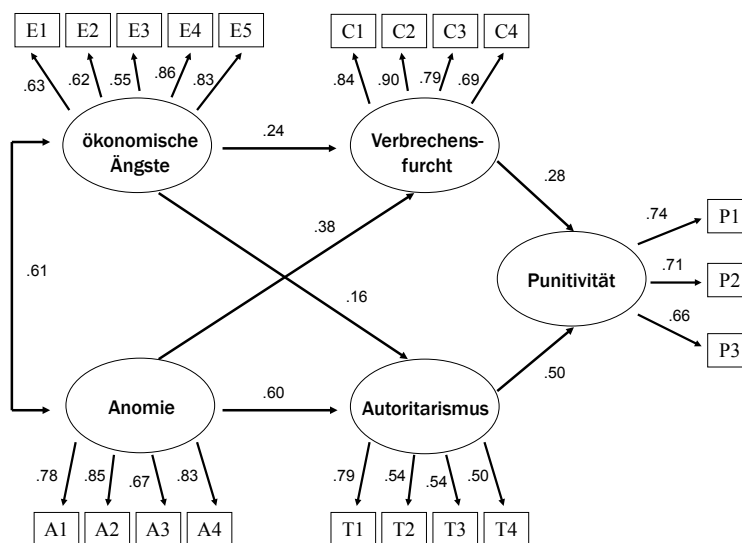 E1 E2 E3 E4 E5
C1 C2 C3 C4
.63 .62 .55 .86 .83
.84 .90 .79 .69
ökonomische
Ängste
.24
Verbrechens-
furcht
.28
.38
.74
P1
.61
Punitivität
.71
P2
.16
.66
P3
Anomie
.60
Autoritarismus
.50
.78 .85 .67 .83
.79 .54 .54 .50
A1 A2 A3 A4
T1 T2 T3 T4